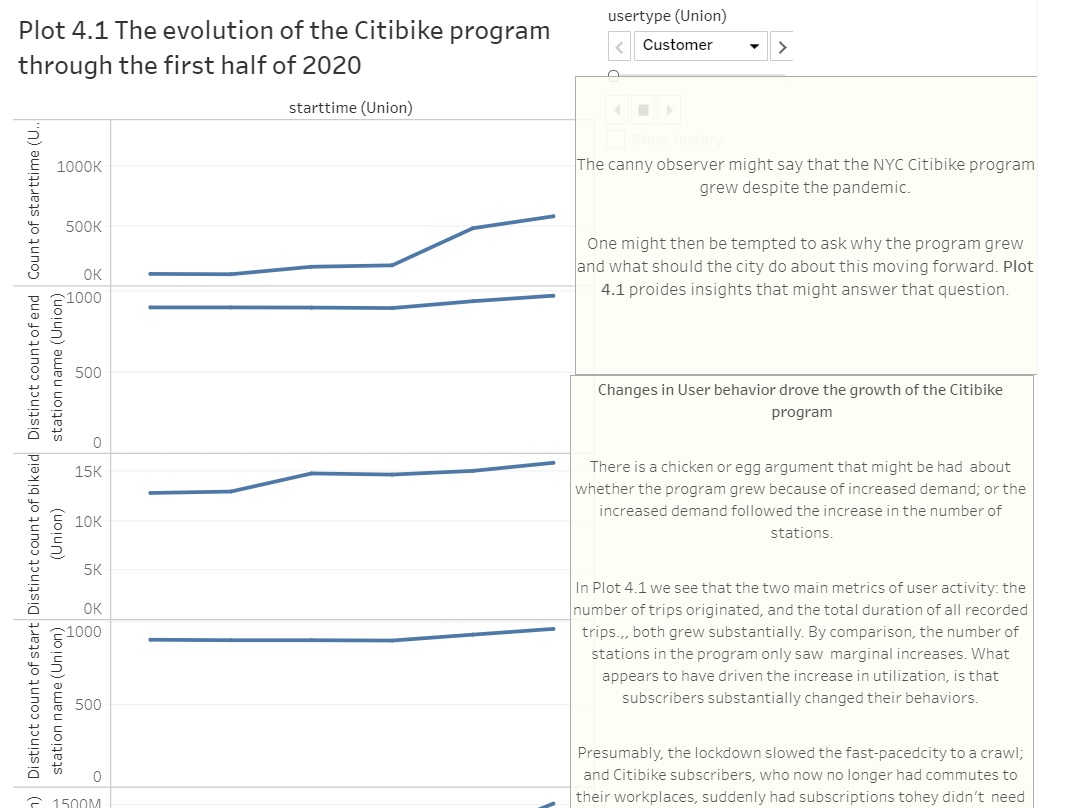 Plot 4.1 The evolution of the Citibike program
through the first half of 2020
usertype (Union)
Customer
Show history
starttime (Union)
Count of starttime (U..
1000K
500K
0K
Distinct count of end
station name (Union)
1000
500
0
Distinct count of bikeid
(Union)
15K
10K
5K
0K
Distinct count of start
station name (Union)
1000
500
0
1500M
The canny observer might say that the NYC Citibike program
grew despite the pandemic.
One might then be tempted to ask why the program grew
and what should the city do about this moving forward. Plot
4.1 proides insights that might answer that question.
Changes in User behavior drove the growth of the Citibike
program
There is a chicken or egg argument that might be had about
whether the program grew because of increased demand; or the
increased demand followed the increase in the number of
stations.
In Plot 4.1 we see that the two main metrics of user activity: the
number of trips originated, and the total duration of all recorded
trips.,, both grew substantially. By comparison, the number of
stations in the program only saw marginal increases. What
appears to have driven the increase in utilization, is that
subscribers substantially changed their behaviors.
Presumably, the lockdown slowed the fast-pacedcity to a crawl;
and Citibike subscribers, who now no longer had commutes to
their workplaces, suddenly had subscriptions tohey didn't need